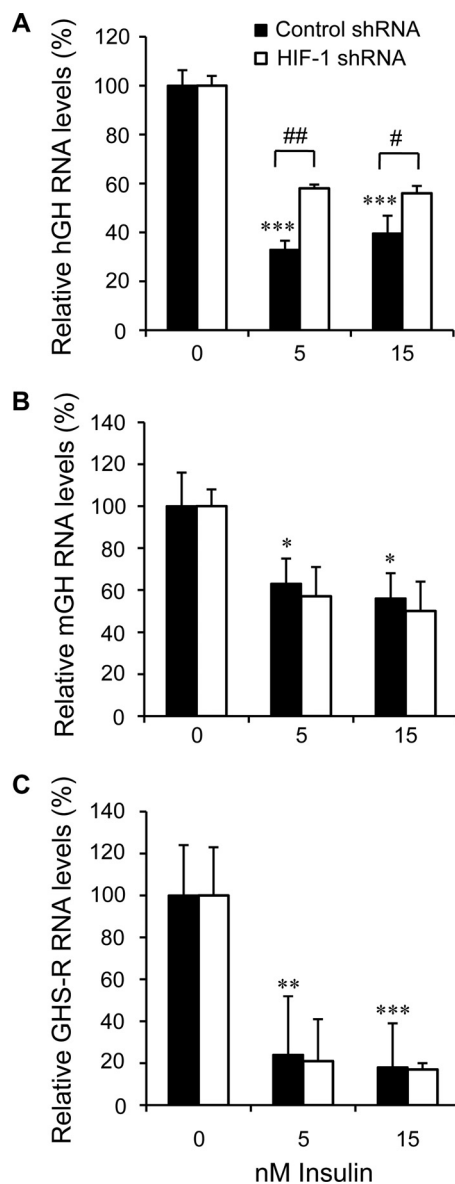 A
Control shRNA
HIF-1 shRNA
Relative hGH RNA levels (%)
120
100
80
60
40
20
0
##
#
***
***
0 5 15
B
Relative mGH RNA levels (%)
140
120
100
80
60
40
20
0
*
*
0 5 15
C
Relative GHS-R RNA levels (%)
140
120
100
80
60
40
20
0
**
***
0 5 15
nM Insulin